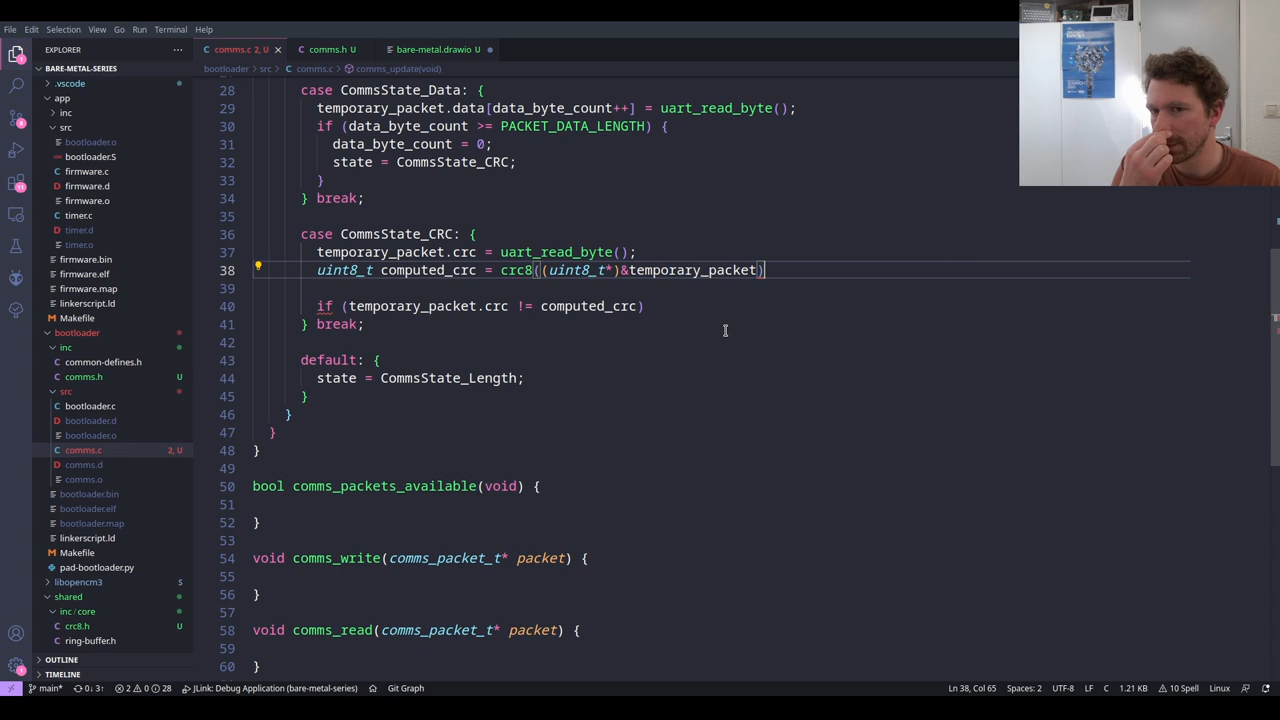 File Edit Selection View Go Run Terminal Help
EXPLORER
BARE-METAL-SERIES
.vscode
app
inc
src
bootloader.o
bootloader.S
firmware.c
firmware.d
firmware.o
timer.c
timer.d
timer.o
firmware.bin
firmware.elf
firmware.map
linkerscript.ld
Makefile
bootloader
inc
common-defines.h
comms.h U
src
bootloader.c
bootloader.d
bootloader.o
comms.c 2, U
comms.d
comms.o
bootloader.bin
bootloader.elf
bootloader.map
linkerscript.ld
Makefile
pad-bootloader.py
libopencm3 S
shared
inc / core
crc8.h U
ring-buffer.h
OUTLINE
TIMELINE
comms.c 2, U comms.h U bare-metal.drawio U
bootloader > src > comms.c > comms_update(void)
28 case CommsState_Data: {
29 temporary_packet.data[data_byte_count++] = uart_read_byte();
30 if (data_byte_count >= PACKET_DATA_LENGTH) {
31 data_byte_count = 0;
32 state = CommsState_CRC;
33 }
34 } break;
35
36 case CommsState_CRC: {
37 temporary_packet.crc = uart_read_byte();
38 uint8_t computed_crc = crc8((uint8_t*)&temporary_packet)
39
40 if (temporary_packet.crc != computed_crc)
41 } break;
42
43 default: {
44 state = CommsState_Length;
45 }
46 }
47 }
48 }
49
50 bool comms_packets_available(void) {
51
52 }
53
54 void comms_write(comms_packet_t* packet) {
55
56 }
57
58 void comms_read(comms_packet_t* packet) {
59
60 }
main* 0↓ 3↑ 2 0 28 JLink: Debug Application (bare-metal-series) Git Graph Ln 38, Col 65 Spaces: 2 UTF-8 LF C 1.21 KB 10 Spell Linux